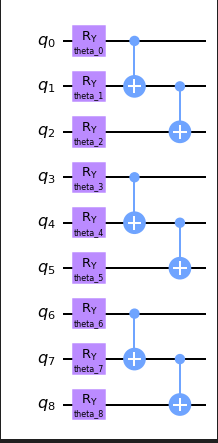 q0 RY theta_0
q1 RY theta_1
q2 RY theta_2
q3 RY theta_3
q4 RY theta_4
q5 RY theta_5
q6 RY theta_6
q7 RY theta_7
q8 RY theta_8